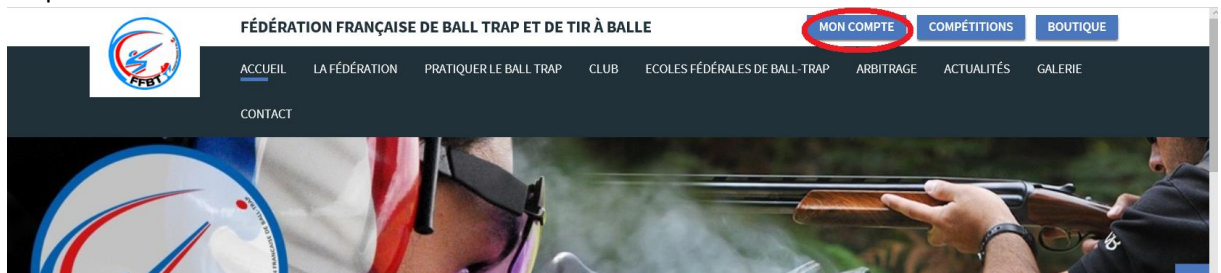 FÉDÉRATION FRANÇAISE DE BALL TRAP ET DE TIR À BALLE
MON COMPTE
COMPÉTITIONS
BOUTIQUE
FFBT
ACCUEIL LA FÉDÉRATION PRATIQUER LE BALL TRAP CLUB ECOLES FÉDÉRALES DE BALL-TRAP ARBITRAGE ACTUALITÉS GALERIE
CONTACT